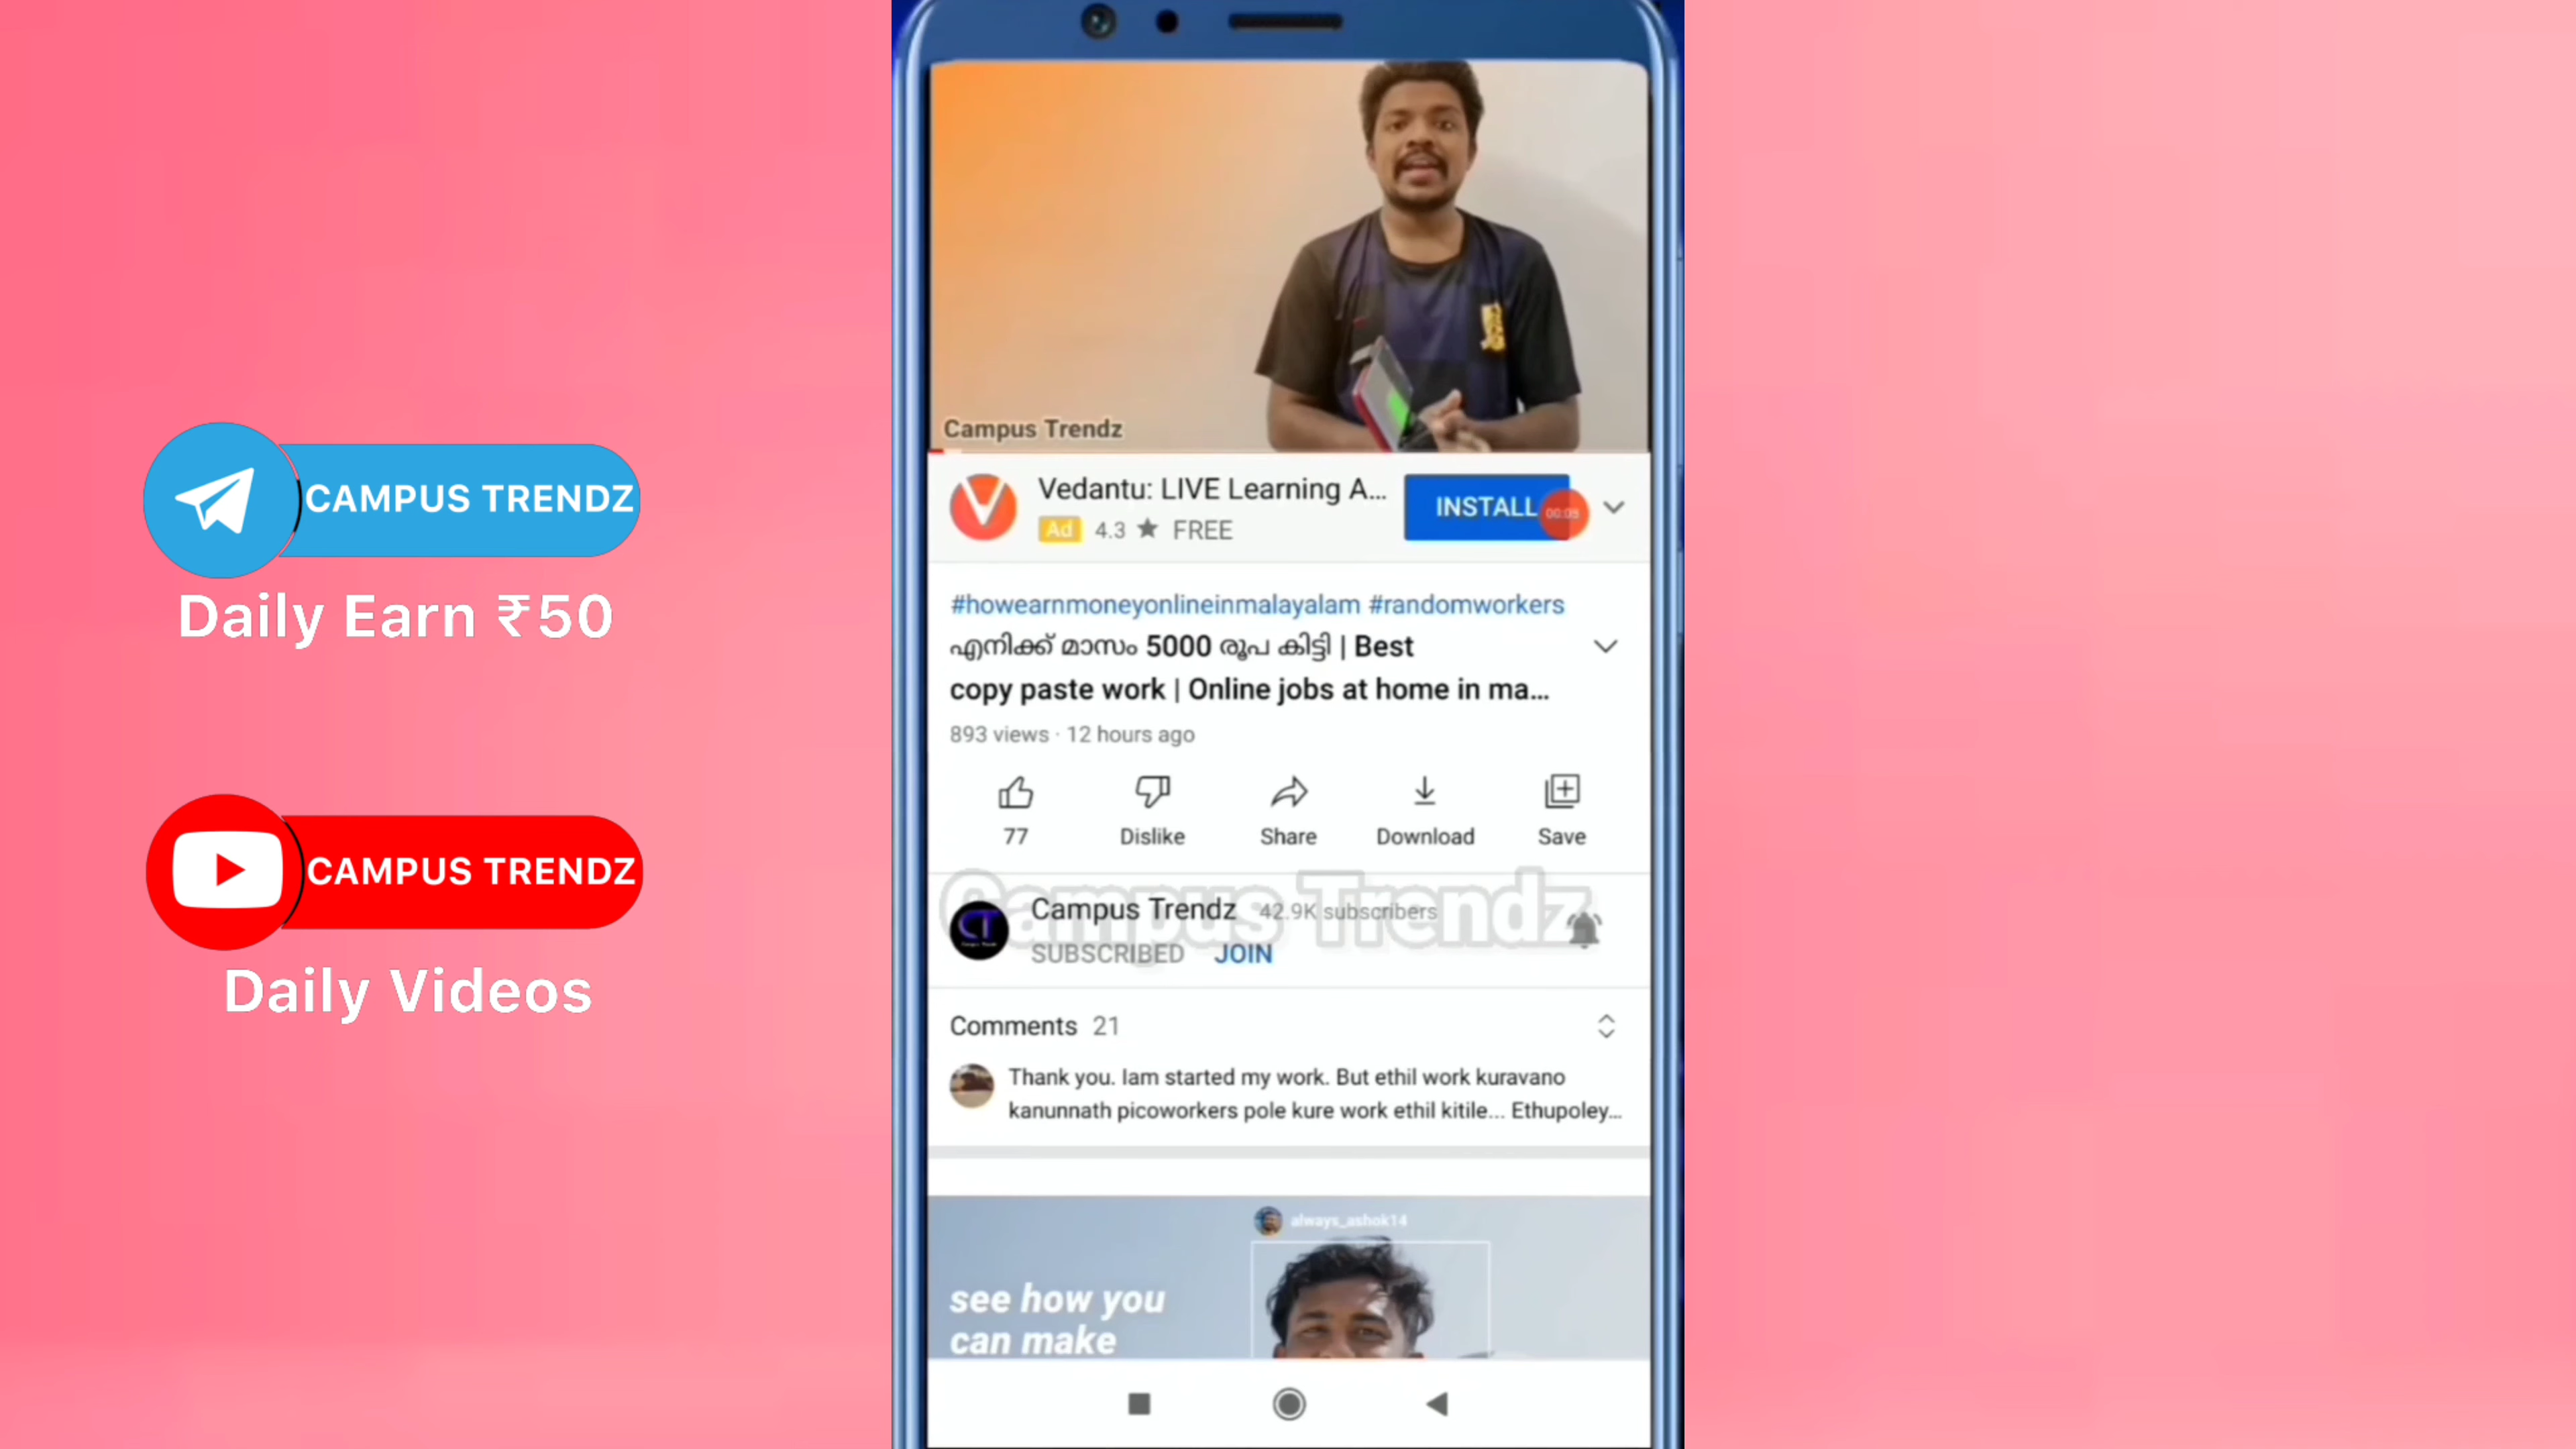 CAMPUS TRENDZ
Daily Earn ₹50
CAMPUS TRENDZ
Daily Videos
Campus Trendz
Vedantu: LIVE Learning A...
INSTALL
00:05
Ad 4.3 ★ FREE
#howearnmoneyonlineinmalayalam #randomworkers
എനിക്ക് മാസം 5000 രൂപ കിട്ടി | Best
copy paste work | Online jobs at home in ma...
893 views · 12 hours ago
77 Dislike Share Download Save
Campus Trendz
Campus Trendz 42.9K subscribers
SUBSCRIBED JOIN
Comments 21
Thank you. Iam started my work. But ethil work kuravano
kanunnath picoworkers pole kure work ethil kitile... Ethupoley...
always_ashok14
see how you
can make